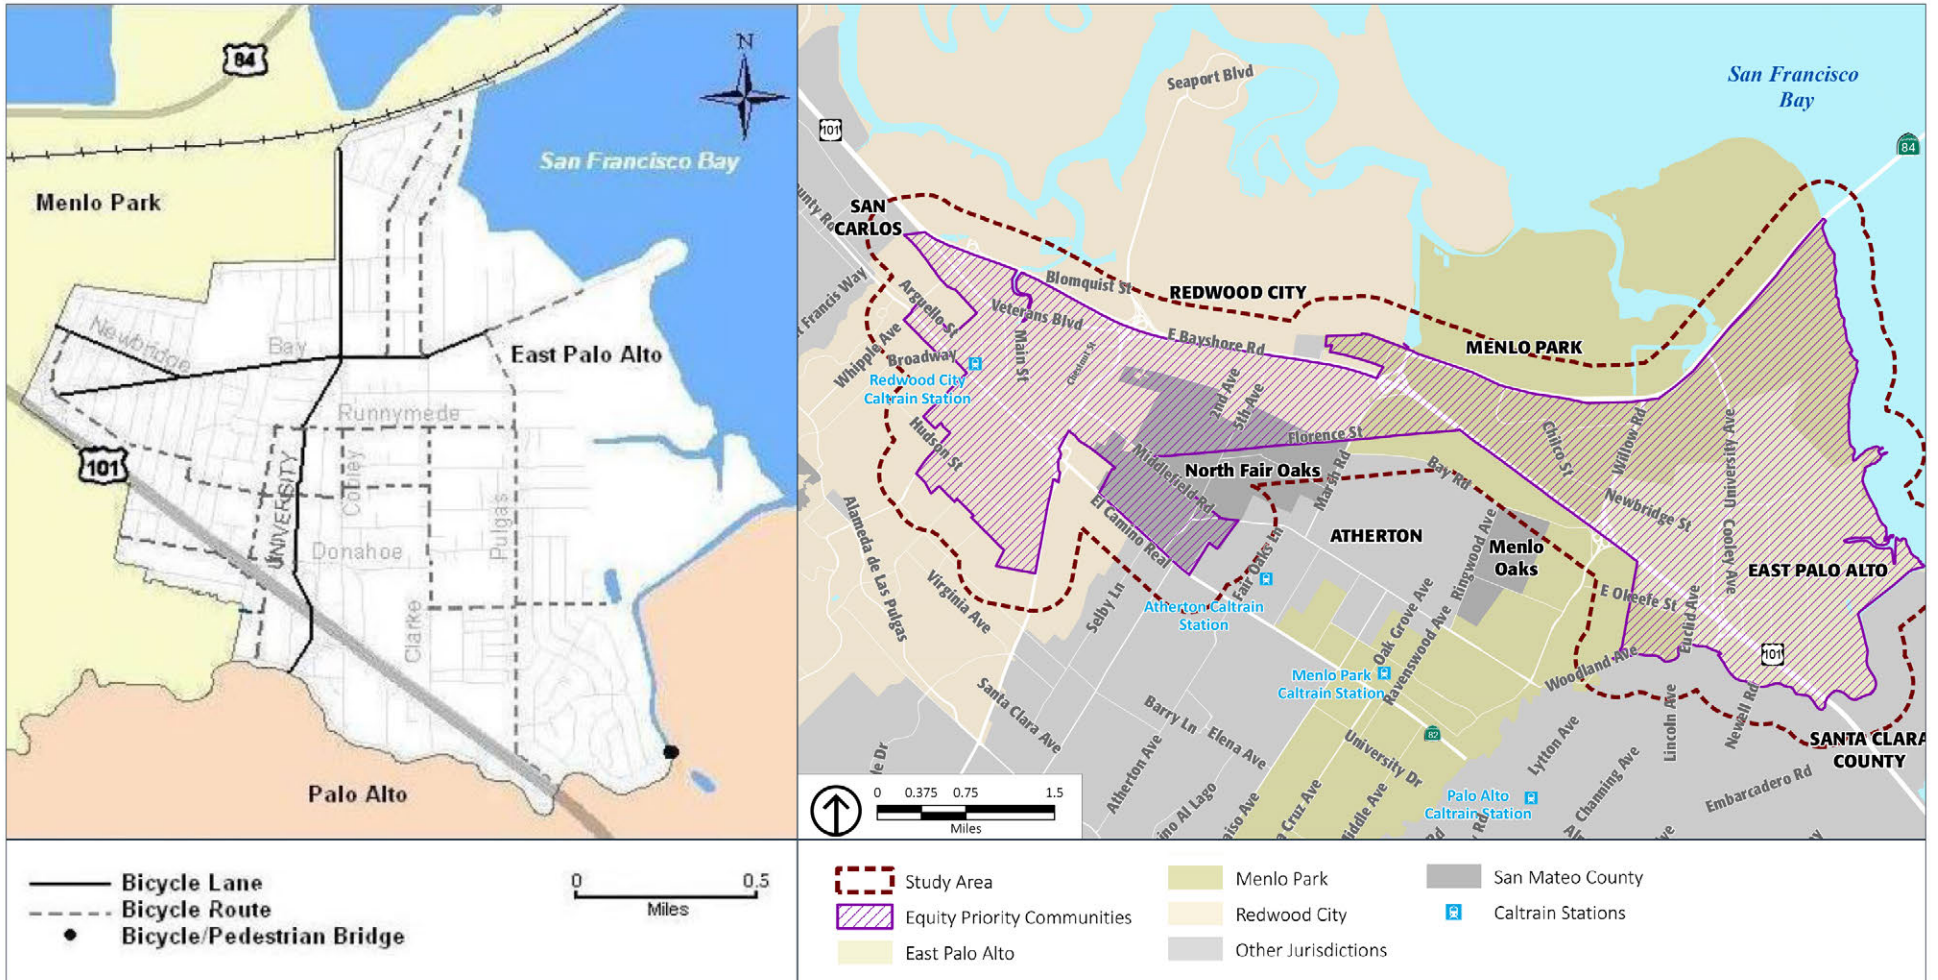 84
N
San Francisco Bay
Menlo Park
Newbridge
Bay
East Palo Alto
Runnymede
101
UNIVERSITY
Cooley
Pulgas
Donahoe
Clarke
Palo Alto
Bicycle Lane
Bicycle Route
Bicycle/Pedestrian Bridge
0 0.5
Miles
Seaport Blvd
San Francisco
Bay
101
84
SAN
CARLOS
Blomquist St
REDWOOD CITY
Veterans Blvd
Arguello St
Main St
E Bayshore Rd
MENLO PARK
Whipple Ave
Broadway
Chestnut St
Redwood City
Caltrain Station
2nd Ave
5th Ave
Florence St
Hudson St
Middlefield Rd
North Fair Oaks
Marsh Rd
Bay Rd
Chilco St
Willow Rd
University Ave
Newbridge St
El Camino Real
ATHERTON
Ringwood Ave
Menlo
Oaks
Cooley Ave
EAST PALO ALTO
Alameda de Las Pulgas
Virginia Ave
Selby Ln
Fair Oaks Ln
Atherton Caltrain
Station
E Okeefe St
Euclid Ave
Oak Grove Ave
Ravenswood Ave
Menlo Park
Caltrain Station
Woodland Ave
101
Santa Clara Ave
Barry Ln
Elena Ave
Atherton Ave
82
University Dr
Lytton Ave
Lincoln Ave
Newell Rd
SANTA CLARA
COUNTY
Channing Ave
Embarcadero Rd
Palo Alto
Caltrain Station
Middle Ave
0 0.375 0.75 1.5
Miles
Study Area
Equity Priority Communities
East Palo Alto
Menlo Park
Redwood City
Other Jurisdictions
San Mateo County
Caltrain Stations